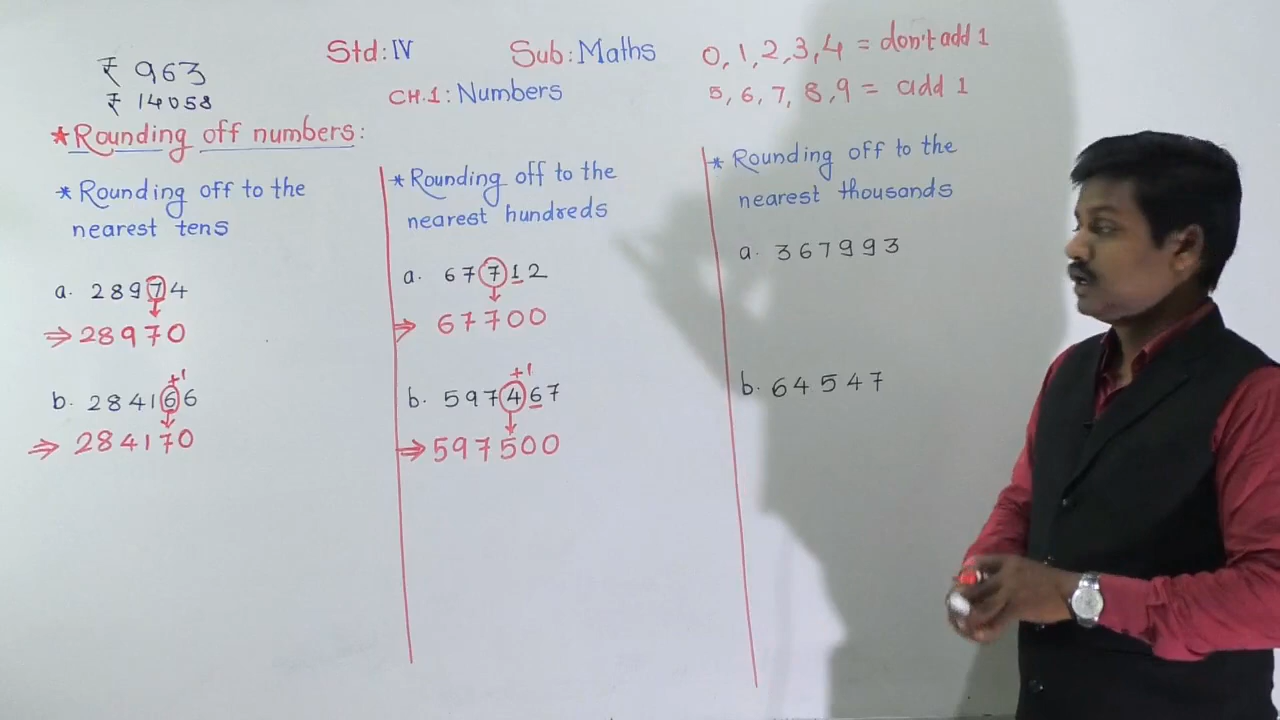 ₹ 963
₹ 14058
Std: IV
Sub: Maths
CH.1: Numbers
0, 1, 2, 3, 4 = don't add 1
5, 6, 7, 8, 9 = add 1
* Rounding off numbers:
* Rounding off to the
nearest tens
a. 28974
⇒ 28970
+1
b. 284166
⇒ 284170
* Rounding off to the
nearest hundreds
a. 67712
⇒ 67700
+1
b. 597467
⇒ 597500
* Rounding off to the
nearest thousands
a. 367993
b. 64547